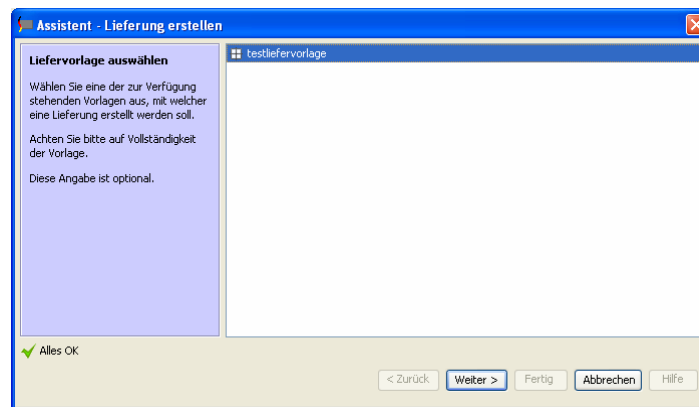 Assistent - Lieferung erstellen
Liefervorlage auswählen
Wählen Sie eine der zur Verfügung
stehenden Vorlagen aus, mit welcher
eine Lieferung erstellt werden soll.
Achten Sie bitte auf Vollständigkeit
der Vorlage.
Diese Angabe ist optional.
testliefervorlage
Alles OK
< Zurück Weiter > Fertig Abbrechen Hilfe